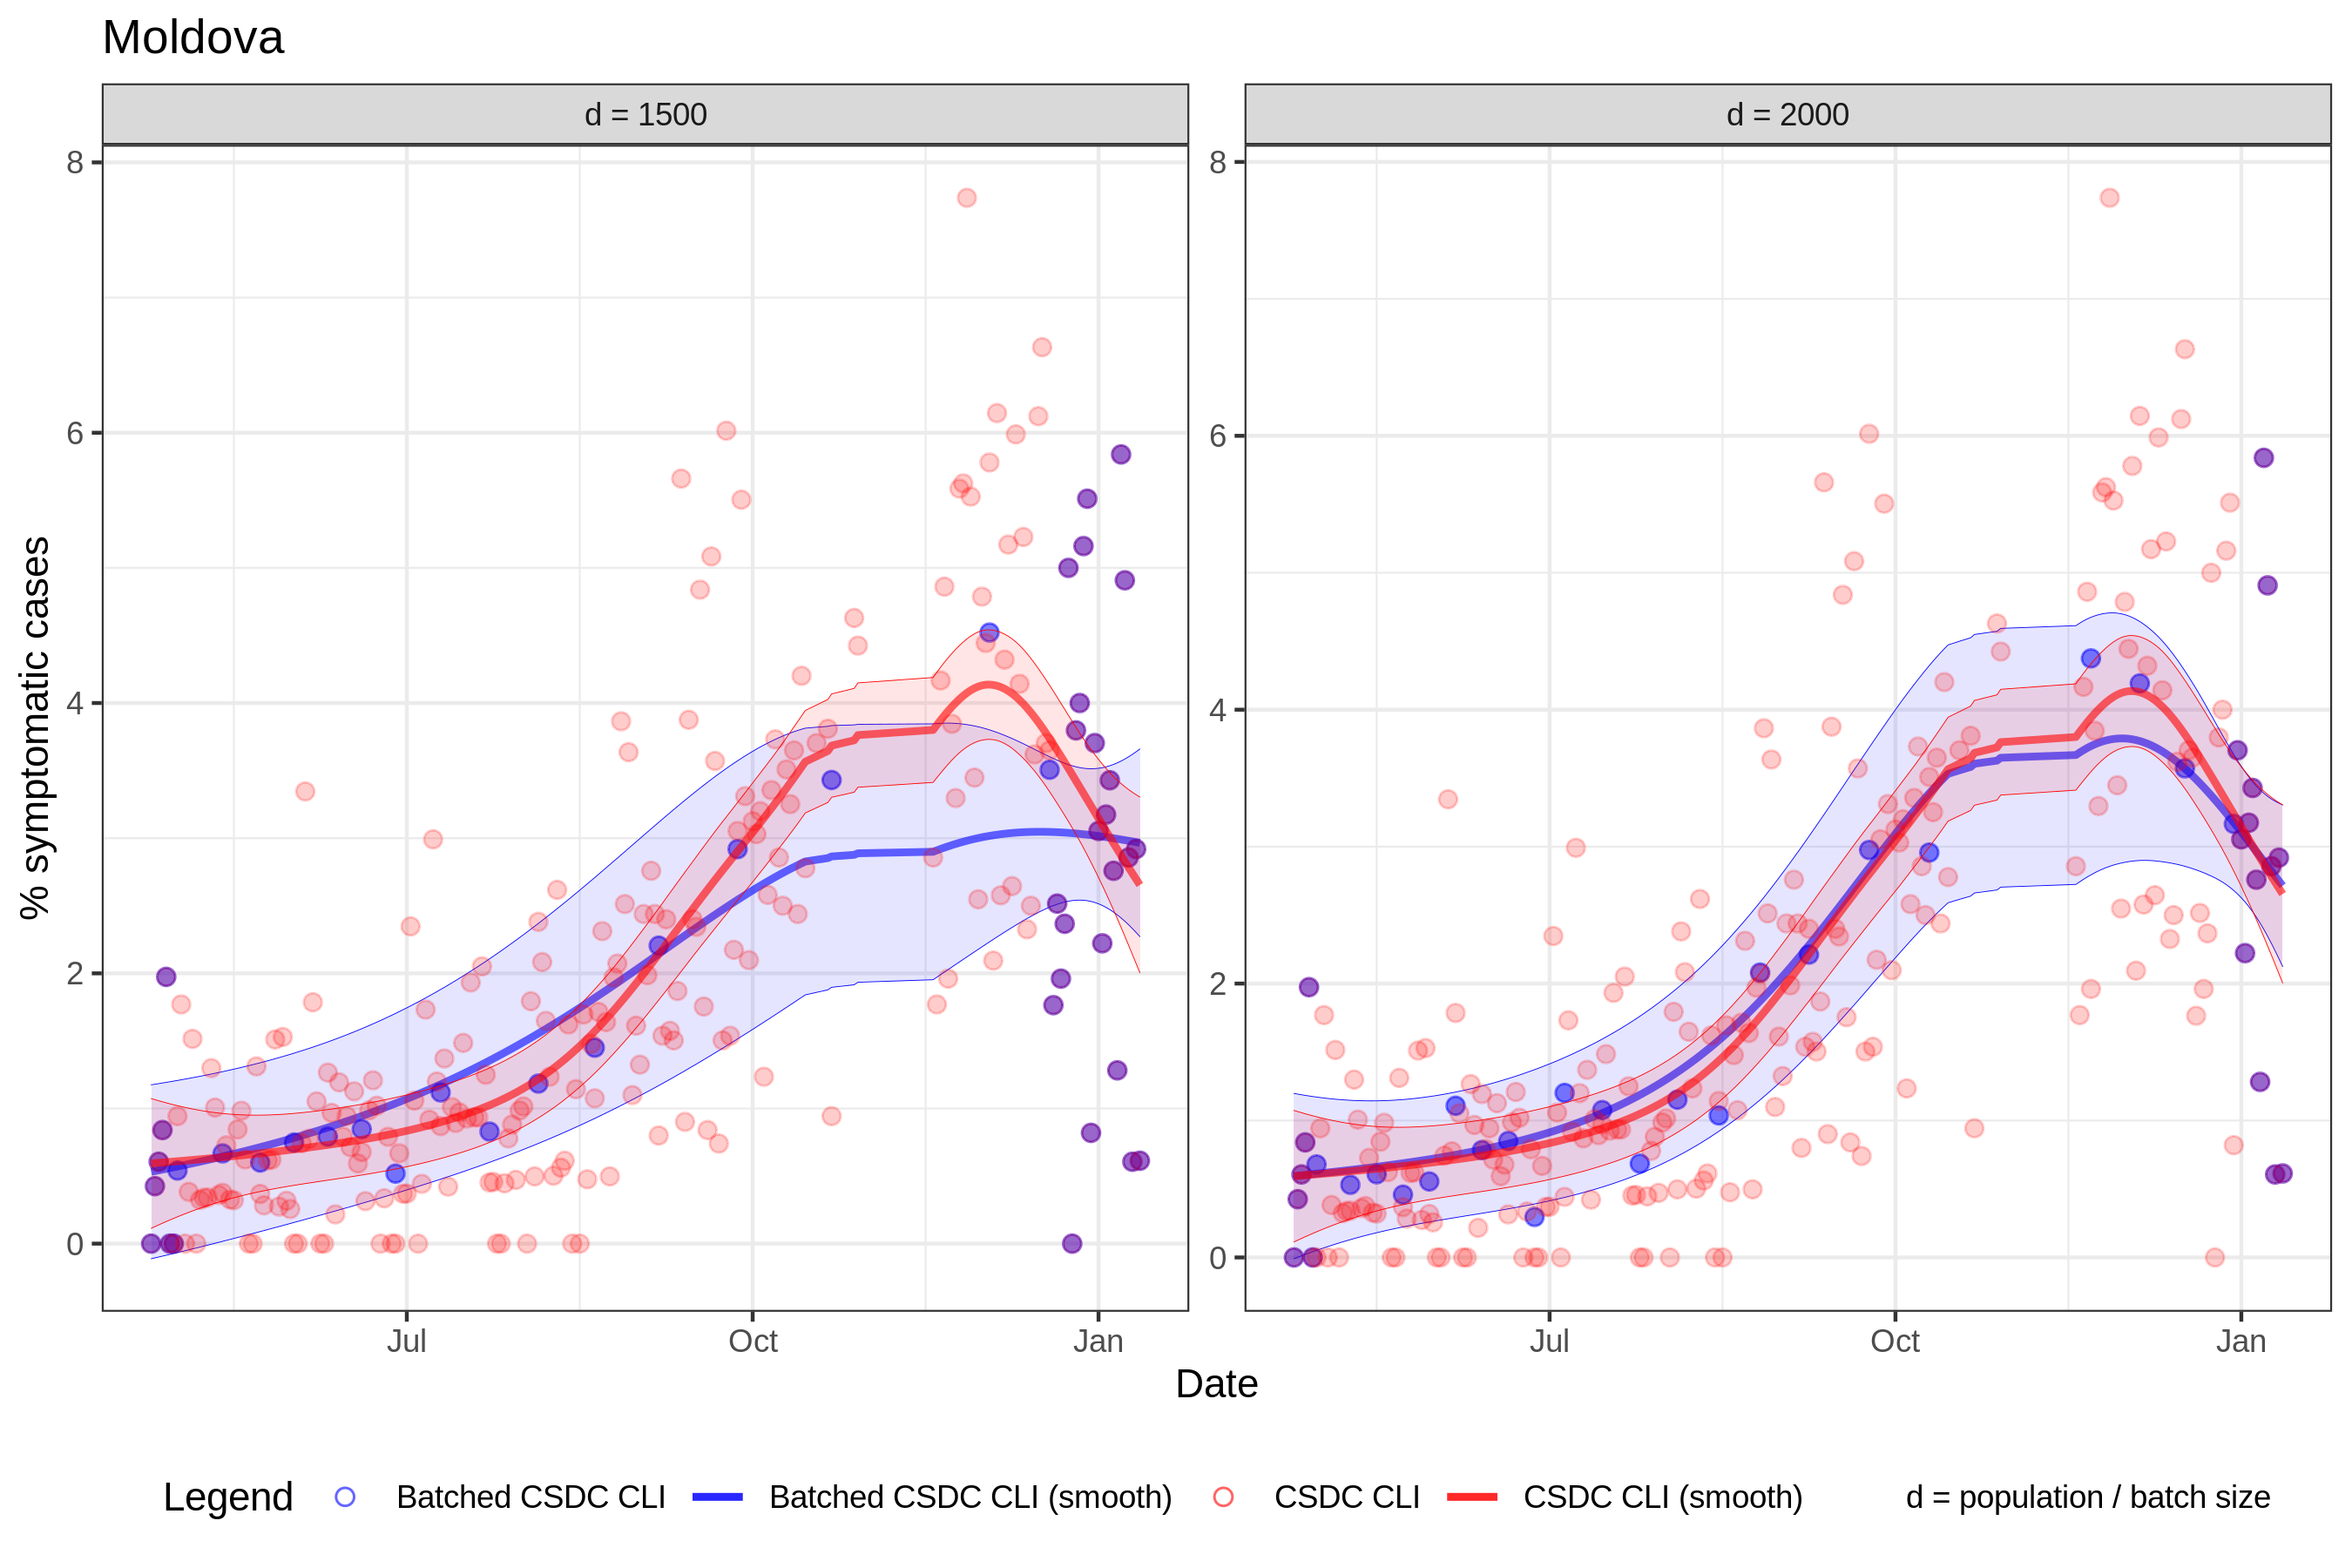 Moldova
d = 1500
d = 2000
% symptomatic cases
8
6
4
2
0
8
6
4
2
0
Jul
Oct
Jan
Jul
Oct
Jan
Date
Legend
Batched CSDC CLI
Batched CSDC CLI (smooth)
CSDC CLI
CSDC CLI (smooth)
d = population / batch size